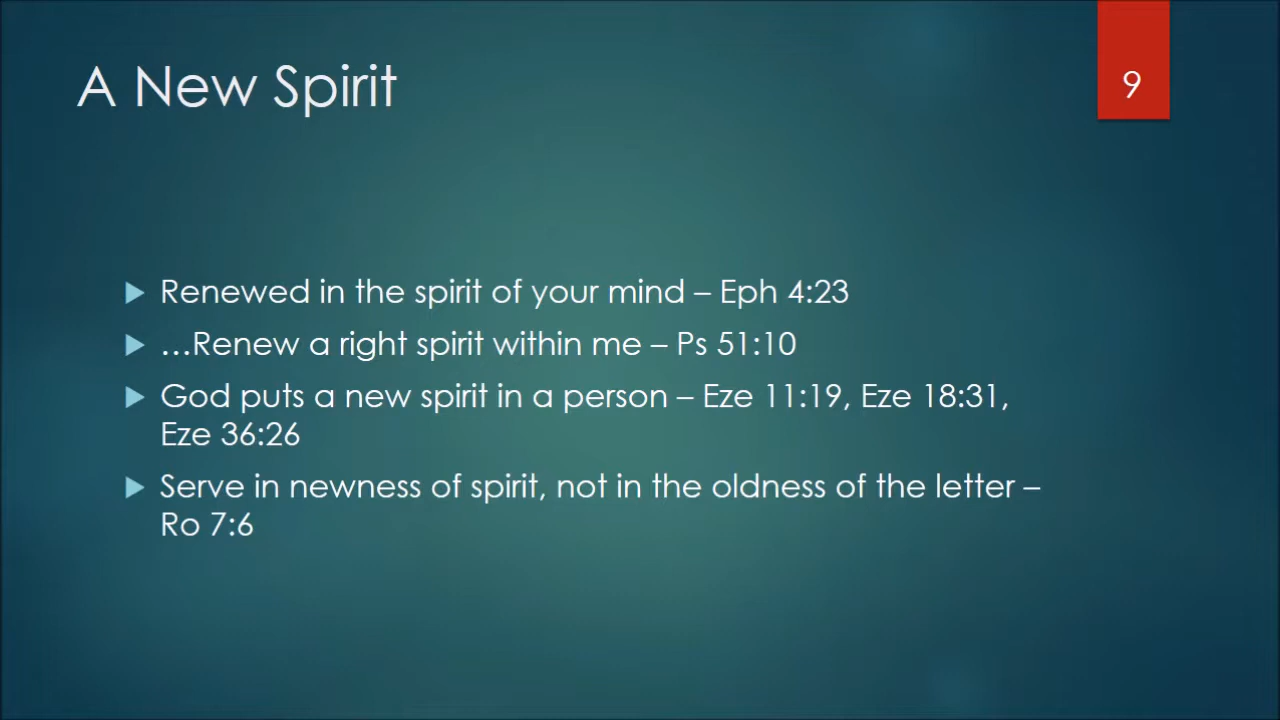 A New Spirit
9
Renewed in the spirit of your mind – Eph 4:23
…Renew a right spirit within me – Ps 51:10
God puts a new spirit in a person – Eze 11:19, Eze 18:31,
Eze 36:26
Serve in newness of spirit, not in the oldness of the letter –
Ro 7:6